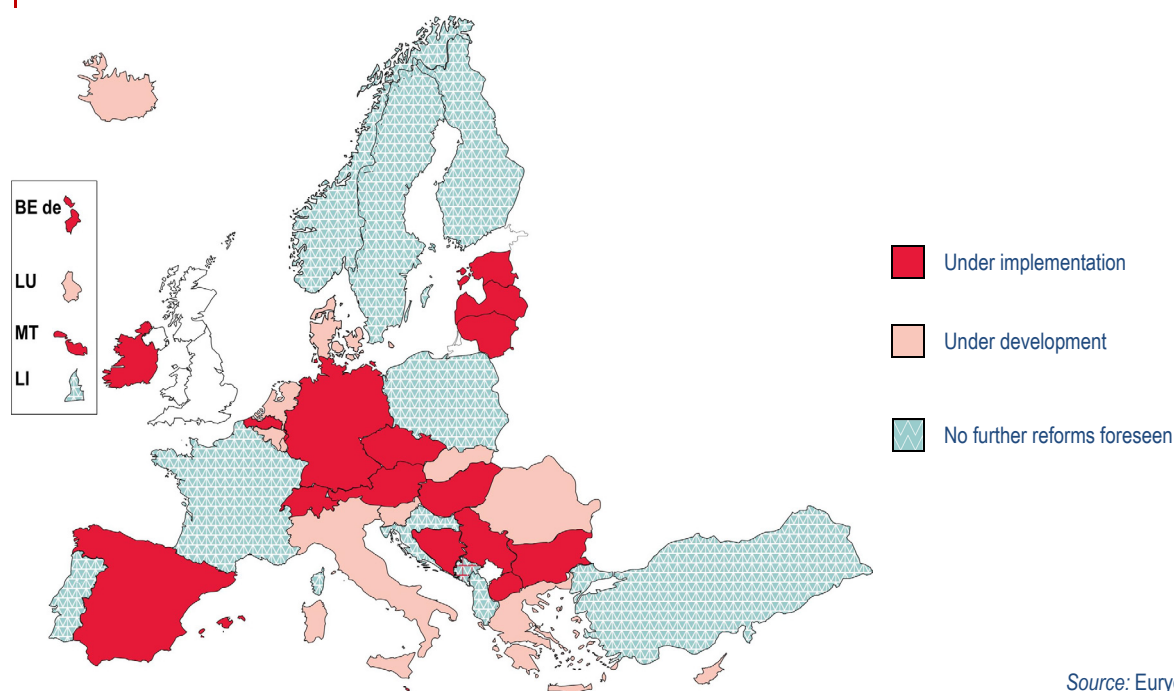 BE de
LU
MT
LI
Under implementation
Under development
No further reforms foreseen
Source: